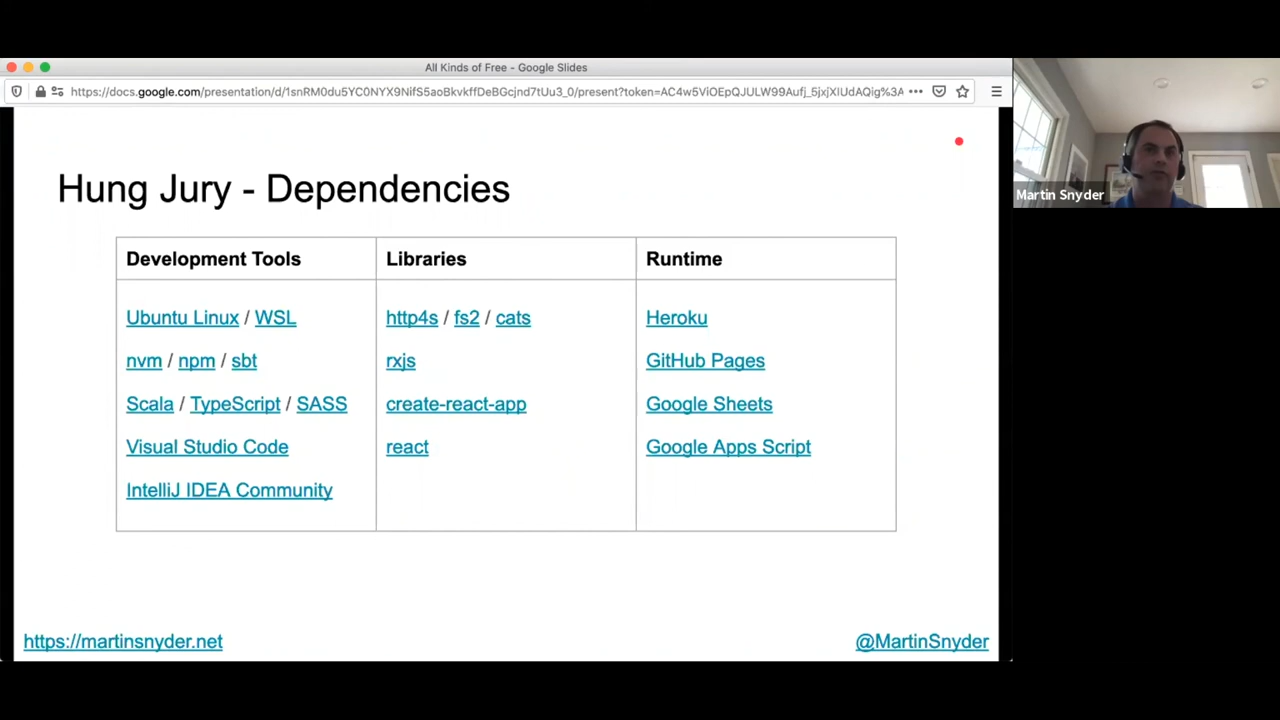 All Kinds of Free - Google Slides
https://docs.google.com/presentation/d/1snRM0du5YC0NYX9NifS5aoBkvkffDeBGcjnd7tUu3_0/present?token=AC4w5ViOEpQJULW99Aufj_5jxjXIUdAQig%3A
Martin Snyder
Hung Jury - Dependencies
Development Tools
Ubuntu Linux / WSL
nvm / npm / sbt
Scala / TypeScript / SASS
Visual Studio Code
IntelliJ IDEA Community
Libraries
http4s / fs2 / cats
rxjs
create-react-app
react
Runtime
Heroku
GitHub Pages
Google Sheets
Google Apps Script
https://martinsnyder.net
@MartinSnyder